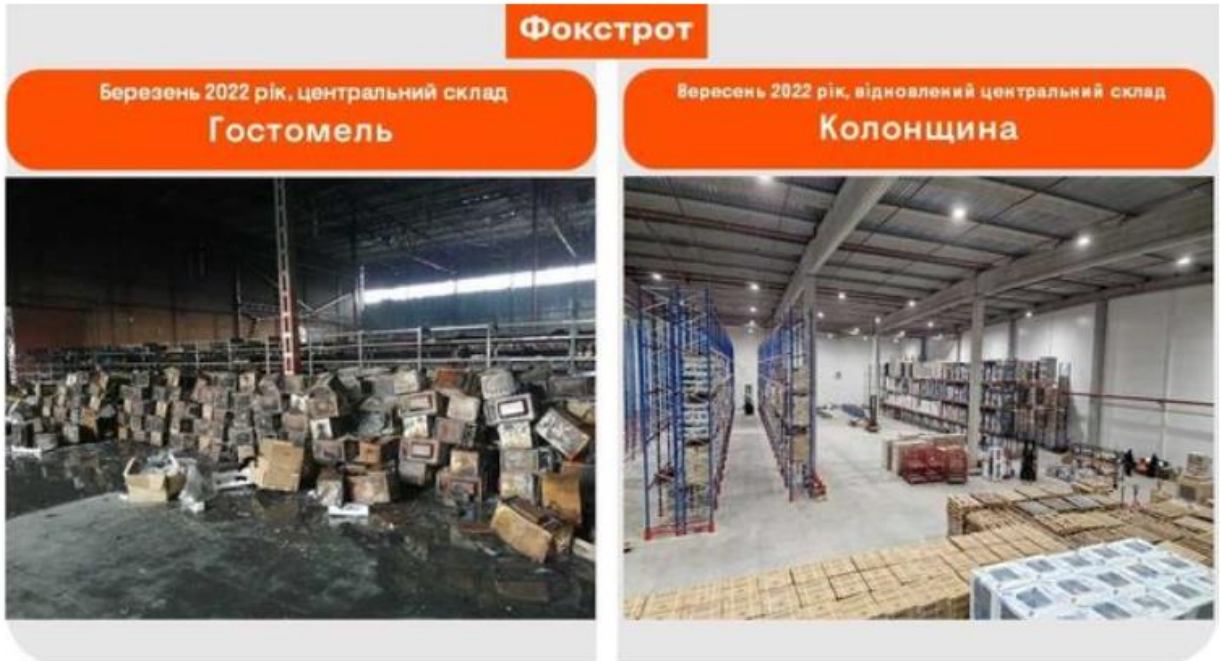 Фокстрот
Березень 2022 рік, центральний склад
Гостомель
Вересень 2022 рік, відновлений центральний склад
Колонщина